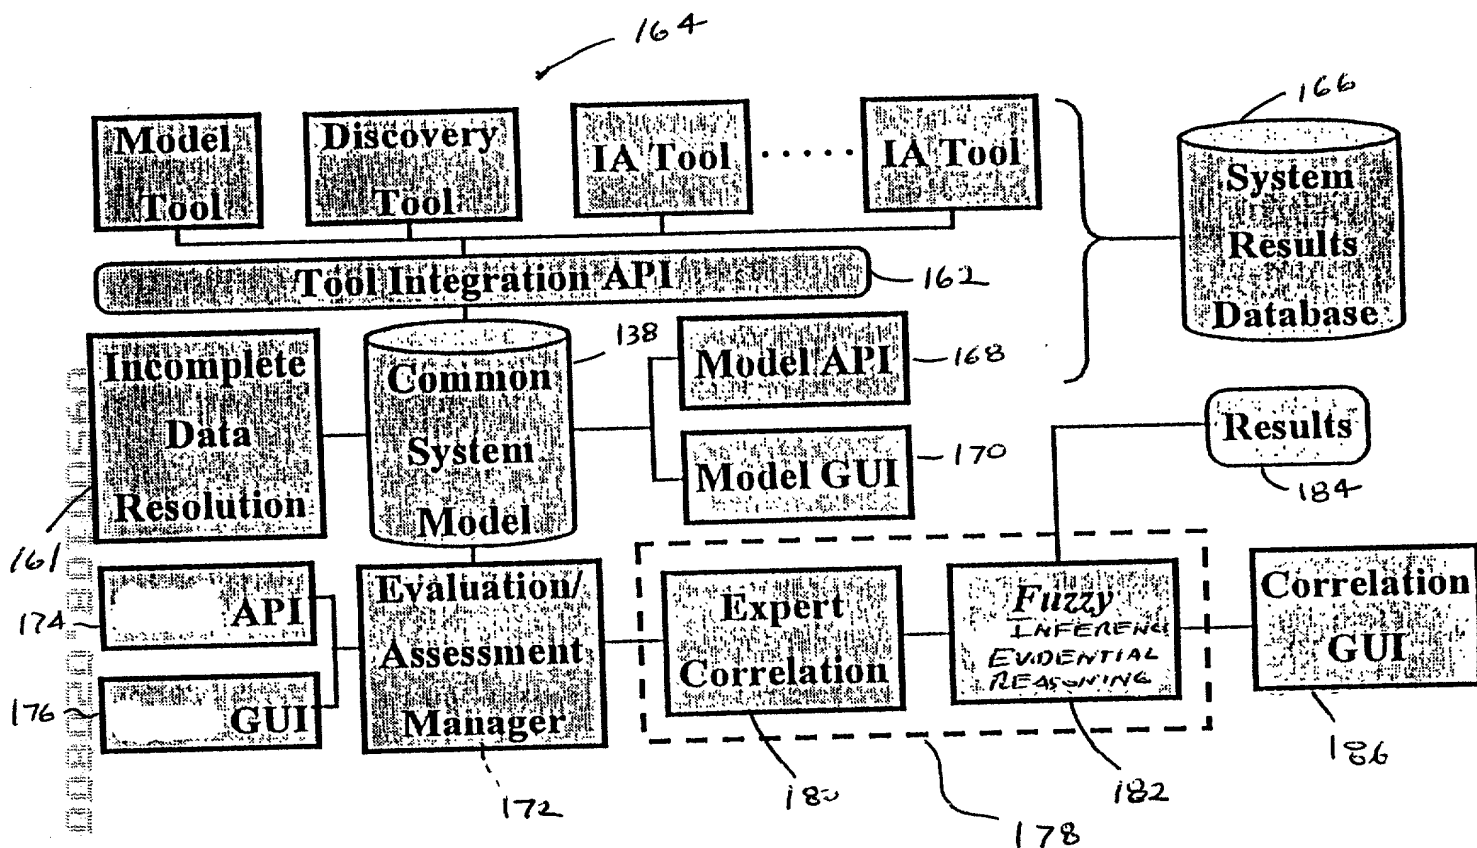 164
166
Model
Tool
Discovery
Tool
IA Tool
. . . . .
IA Tool
System
Results
Database
Tool Integration API
162
Incomplete
Data
Resolution
161
138
Common
System
Model
Model API
168
Model GUI
170
Results
184
174
API
176
GUI
Evaluation/
Assessment
Manager
172
Expert
Correlation
180
Fuzzy
INFERENCE
EVIDENTIAL
REASONING
182
178
Correlation
GUI
186